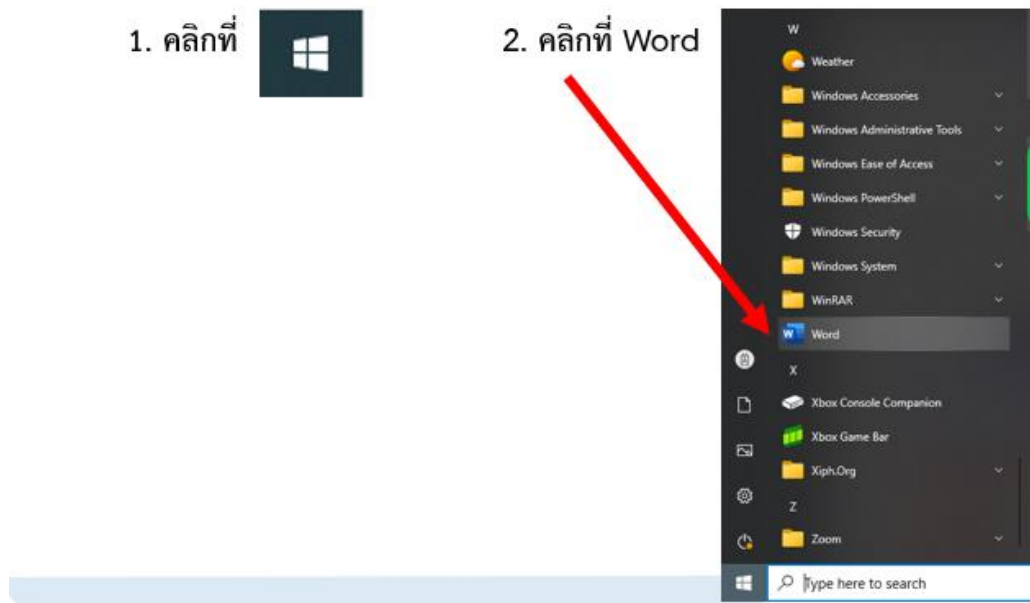 1. คลิกที่
2. คลิกที่ Word
W
Weather
Windows Accessories
Windows Administrative Tools
Windows Ease of Access
Windows PowerShell
Windows Security
Windows System
WinRAR
Word
X
Xbox Console Companion
Xbox Game Bar
Xiph.Org
Z
Zoom
Type here to search